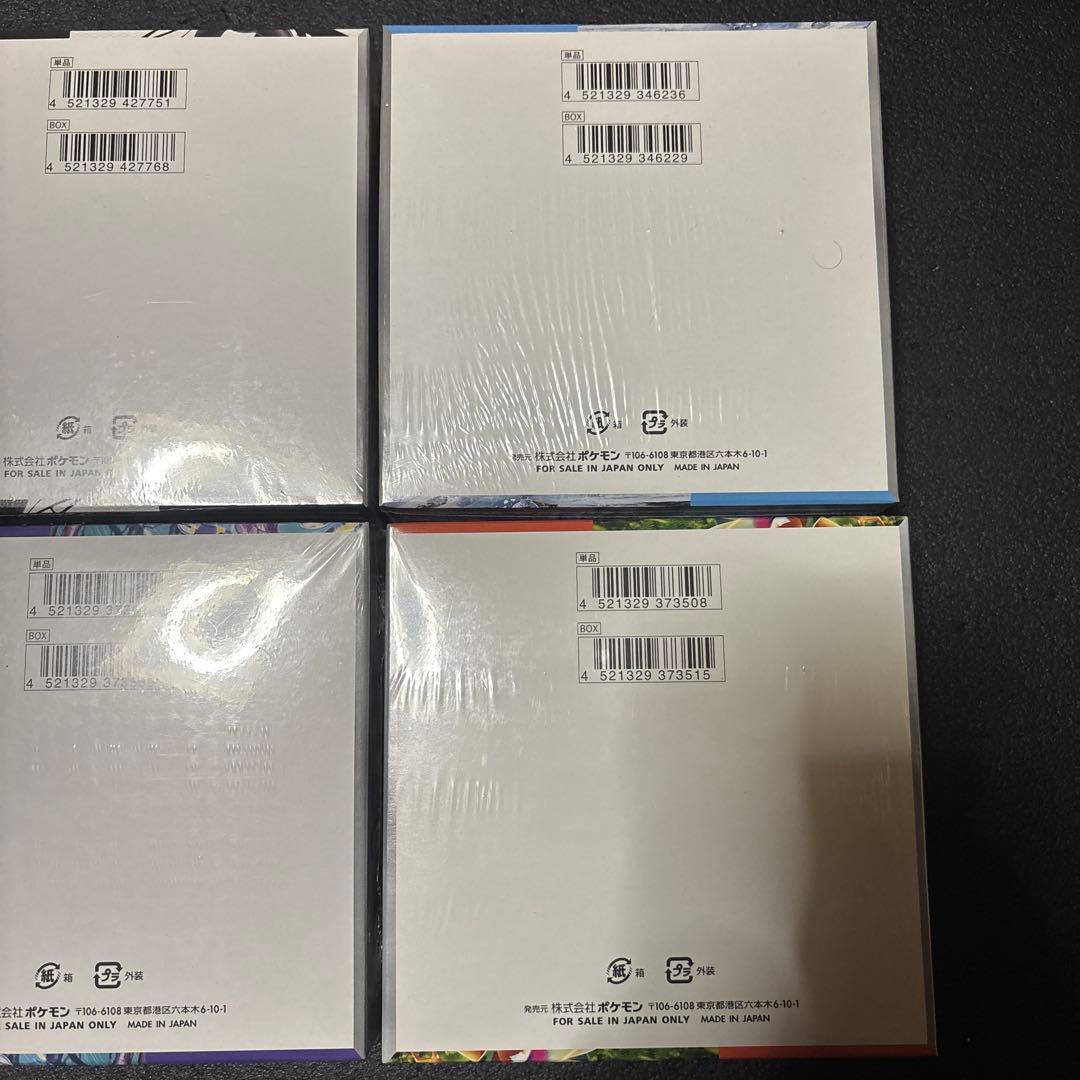 単品
4 521329 427751
BOX
4 521329 427768
紙 箱
プラ 外装
株式会社 ポケモン 〒10
FOR SALE IN JAPAN
単品
4 521329 346236
BOX
4 521329 346229
紙 箱
プラ 外装
発売元 株式会社 ポケモン 〒106-6108 東京都港区六本木6-10-1
FOR SALE IN JAPAN ONLY MADE IN JAPAN
単品
4 521329
BOX
4 521329
紙 箱
プラ 外装
式会社 ポケモン 〒106-6108 東京都港区六本木6-10-1
SALE IN JAPAN ONLY MADE IN JAPAN
単品
4 521329 373508
BOX
4 521329 373515
紙 箱
プラ 外装
発売元 株式会社 ポケモン 〒106-6108 東京都港区六本木6-10-1
FOR SALE IN JAPAN ONLY MADE IN JAPAN